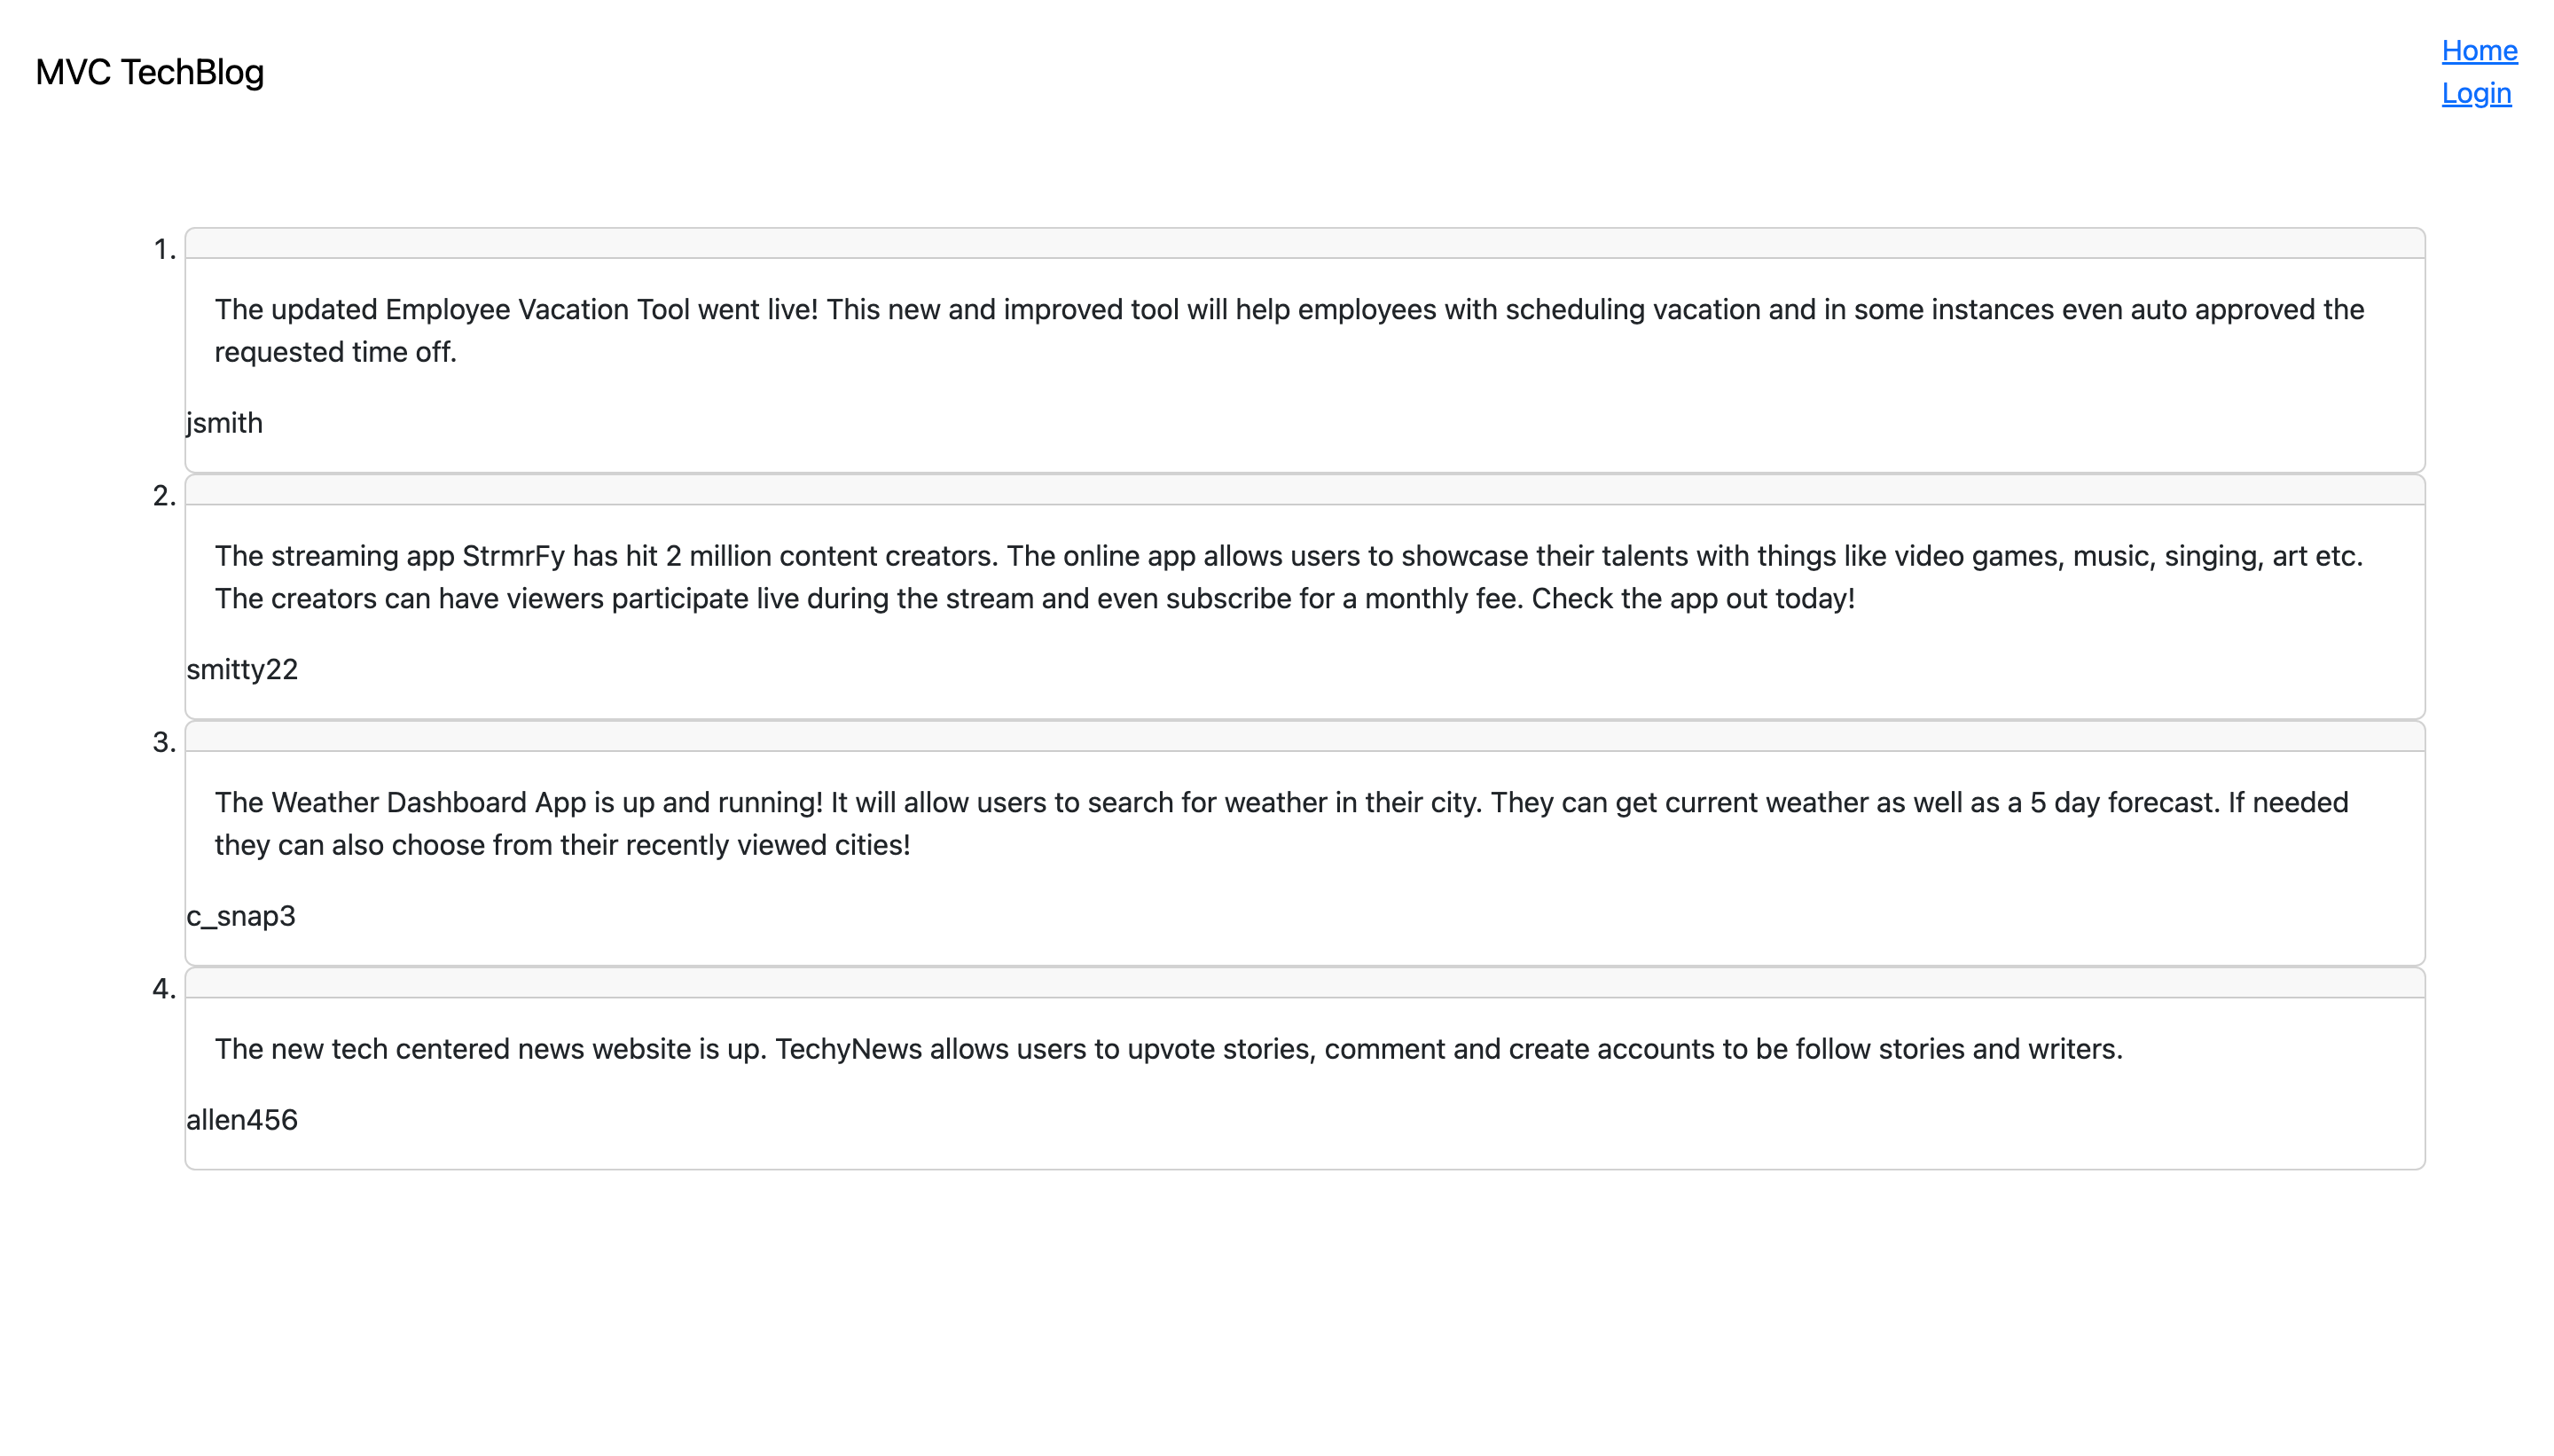 MVC TechBlog
Home
Login
1.
The updated Employee Vacation Tool went live! This new and improved tool will help employees with scheduling vacation and in some instances even auto approved the
requested time off.
jsmith
2.
The streaming app StrmrFy has hit 2 million content creators. The online app allows users to showcase their talents with things like video games, music, singing, art etc.
The creators can have viewers participate live during the stream and even subscribe for a monthly fee. Check the app out today!
smitty22
3.
The Weather Dashboard App is up and running! It will allow users to search for weather in their city. They can get current weather as well as a 5 day forecast. If needed
they can also choose from their recently viewed cities!
c_snap3
4.
The new tech centered news website is up. TechyNews allows users to upvote stories, comment and create accounts to be follow stories and writers.
allen456